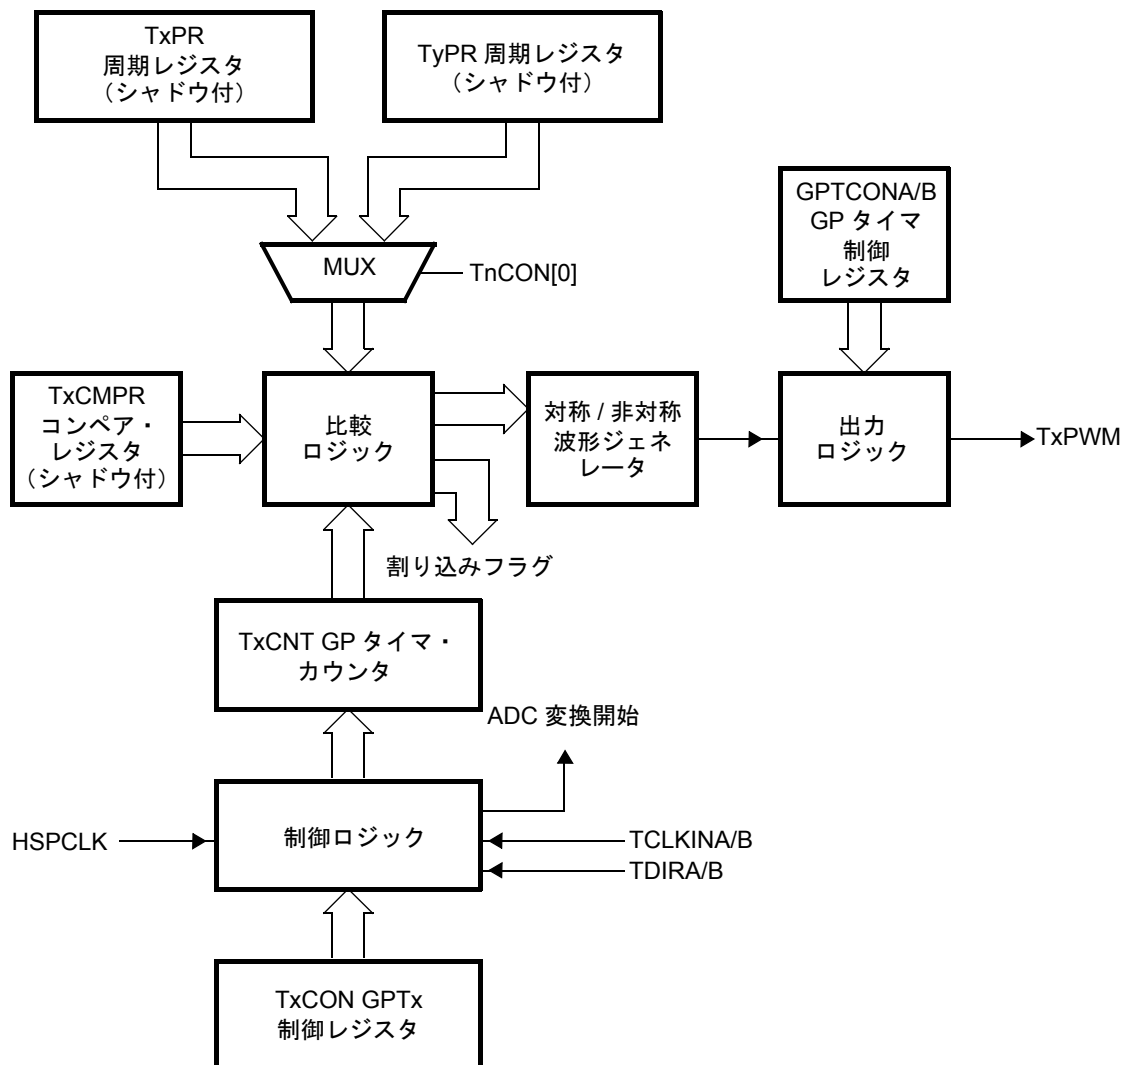 TxPR
周期レジスタ
（シャドウ付）
TyPR 周期レジスタ
（シャドウ付）
GPTCONA/B
GP タイマ
制御
レジスタ
MUX
TnCON[0]
TxCMPR
コンペア・
レジスタ
（シャドウ付）
比較
ロジック
対称 / 非対称
波形ジェネ
レータ
出力
ロジック
TxPWM
割り込みフラグ
TxCNT GP タイマ・
カウンタ
ADC 変換開始
HSPCLK
制御ロジック
TCLKINA/B
TDIRA/B
TxCON GPTx
制御レジスタ